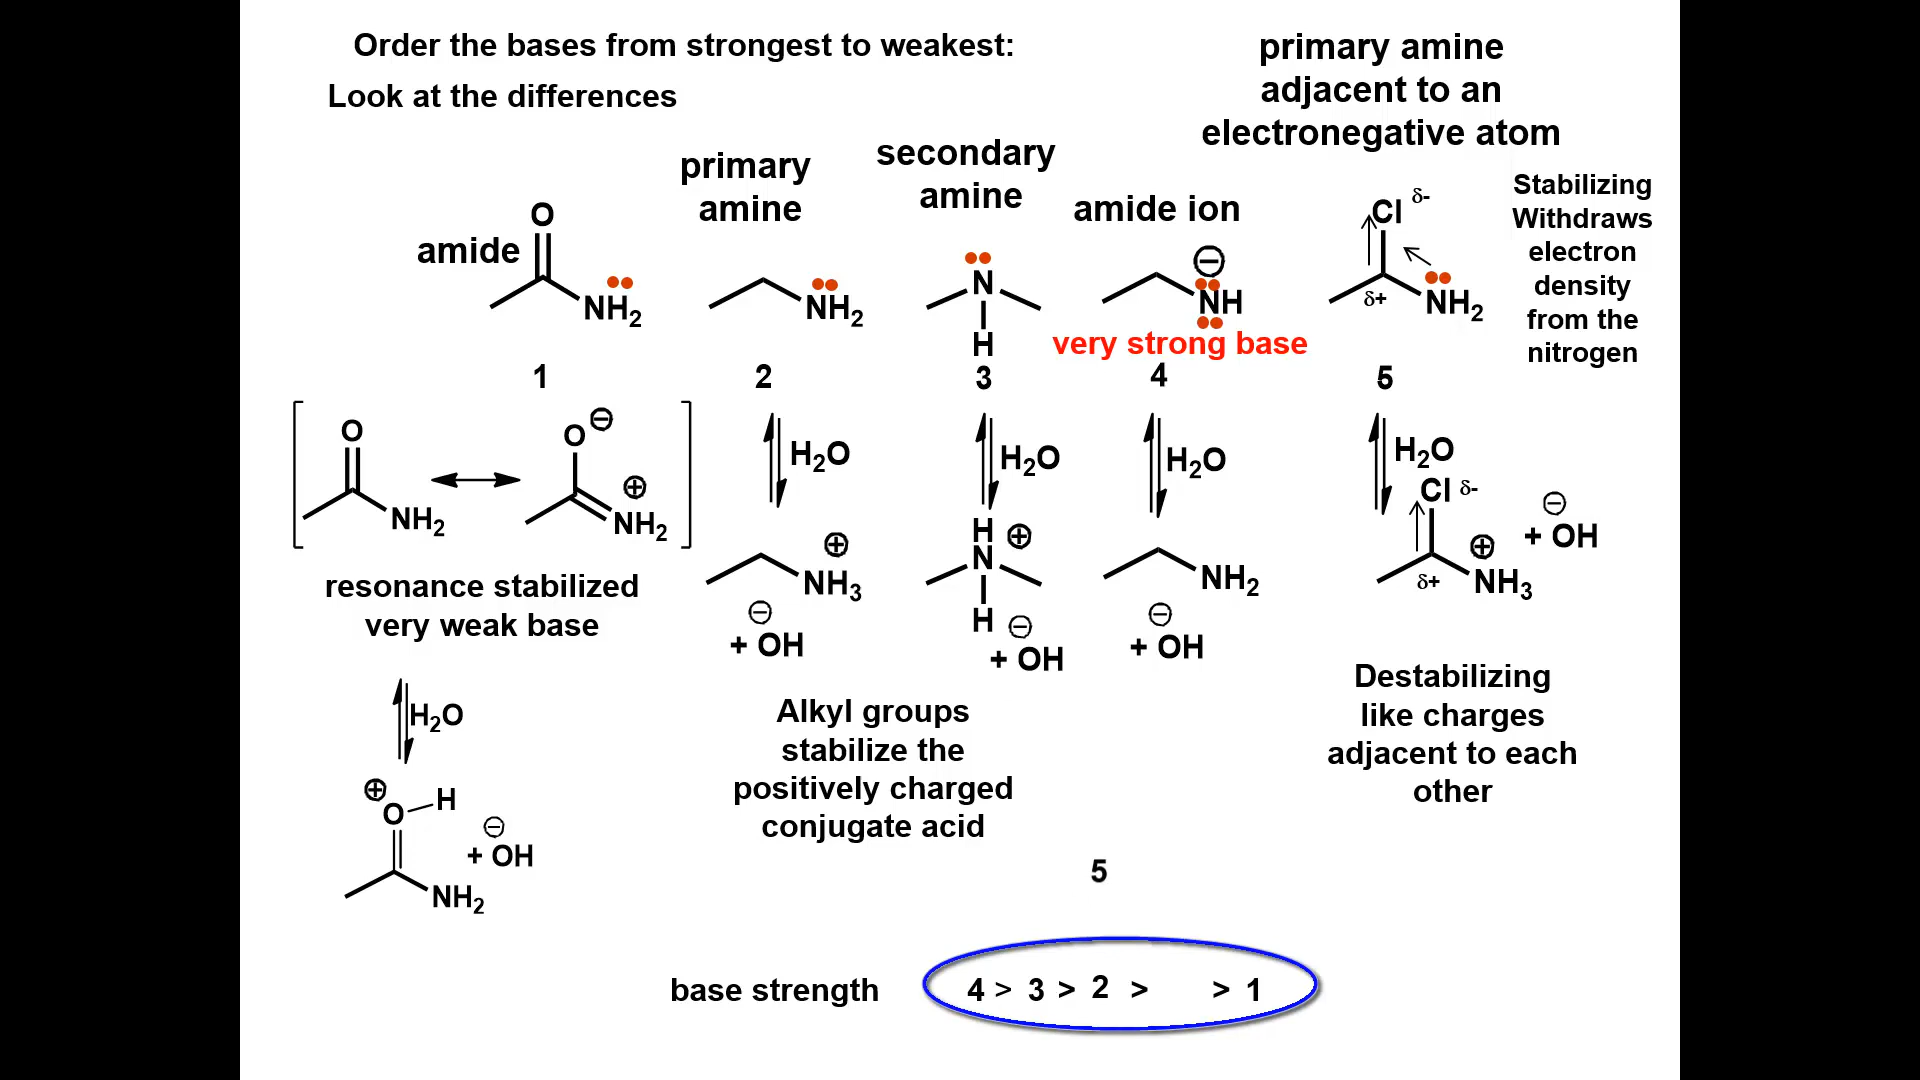 Order the bases from strongest to weakest:
Look at the differences
primary amine
adjacent to an
electronegative atom
amide
primary
amine
secondary
amine
amide ion
Stabilizing
Withdraws
electron
density
from the
nitrogen
O
NH₂
1
NH₂
2
N
H
3
⊖
NH
very strong base
4
Cl δ-
δ+
NH₂
5
O
NH₂
O ⊖
⊕
NH₂
resonance stabilized
very weak base
H₂O
⊕
O H
NH₂
⊖
+ OH
H₂O
⊕
NH₃
⊖
+ OH
H₂O
H
N ⊕
H
⊖
+ OH
H₂O
NH₂
⊖
+ OH
H₂O
Cl δ-
δ+
⊕
NH₃
⊖
+ OH
Alkyl groups
stabilize the
positively charged
conjugate acid
Destabilizing
like charges
adjacent to each
other
5
base strength 4 > 3 > 2 > > 1